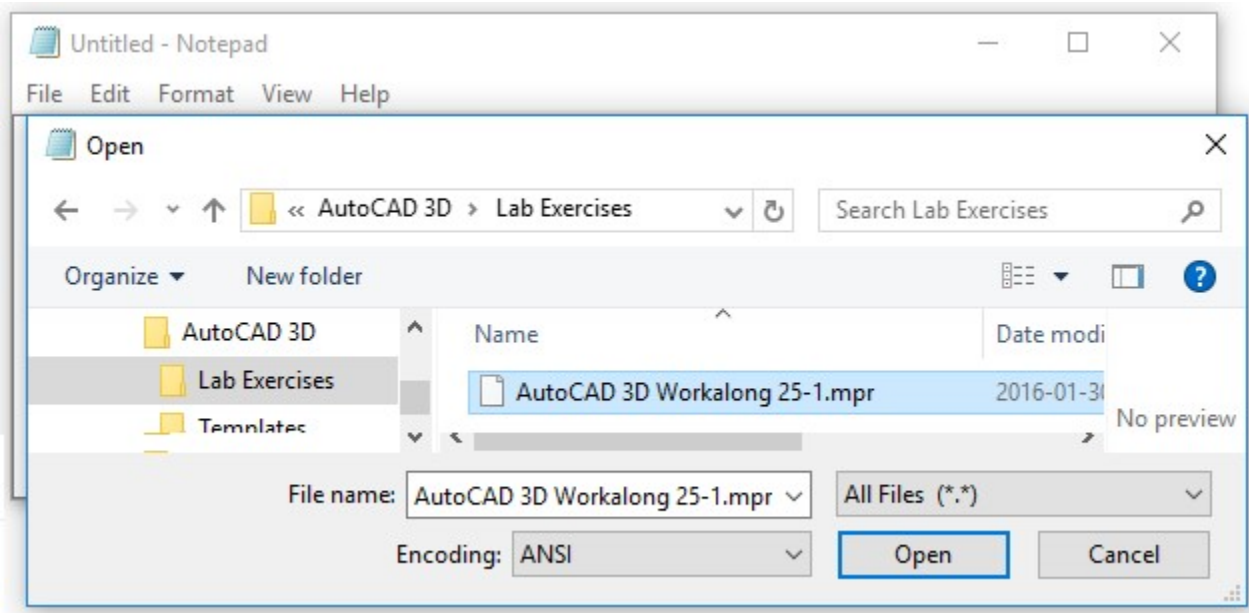 Untitled - Notepad
File Edit Format View Help
Open
« AutoCAD 3D > Lab Exercises
Search Lab Exercises
Organize New folder
?
AutoCAD 3D
Name Date modi
Lab Exercises
AutoCAD 3D Workalong 25-1.mpr 2016-01-30
No preview
Templates
File name: AutoCAD 3D Workalong 25-1.mpr All Files (*.*)
Encoding: ANSI Open Cancel